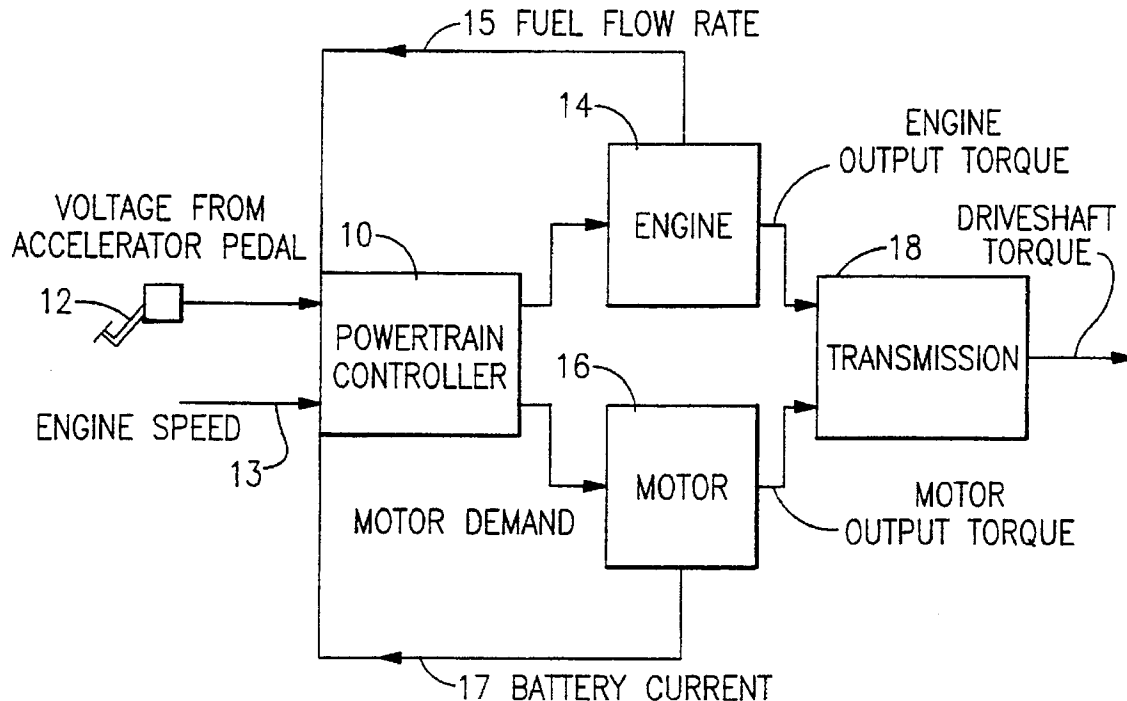 15 FUEL FLOW RATE
14
ENGINE
OUTPUT TORQUE
VOLTAGE FROM
ACCELERATOR PEDAL
10
ENGINE
DRIVESHAFT
TORQUE
18
12
POWERTRAIN
CONTROLLER
16
TRANSMISSION
ENGINE SPEED
13
MOTOR DEMAND
MOTOR
MOTOR
OUTPUT TORQUE
17 BATTERY CURRENT